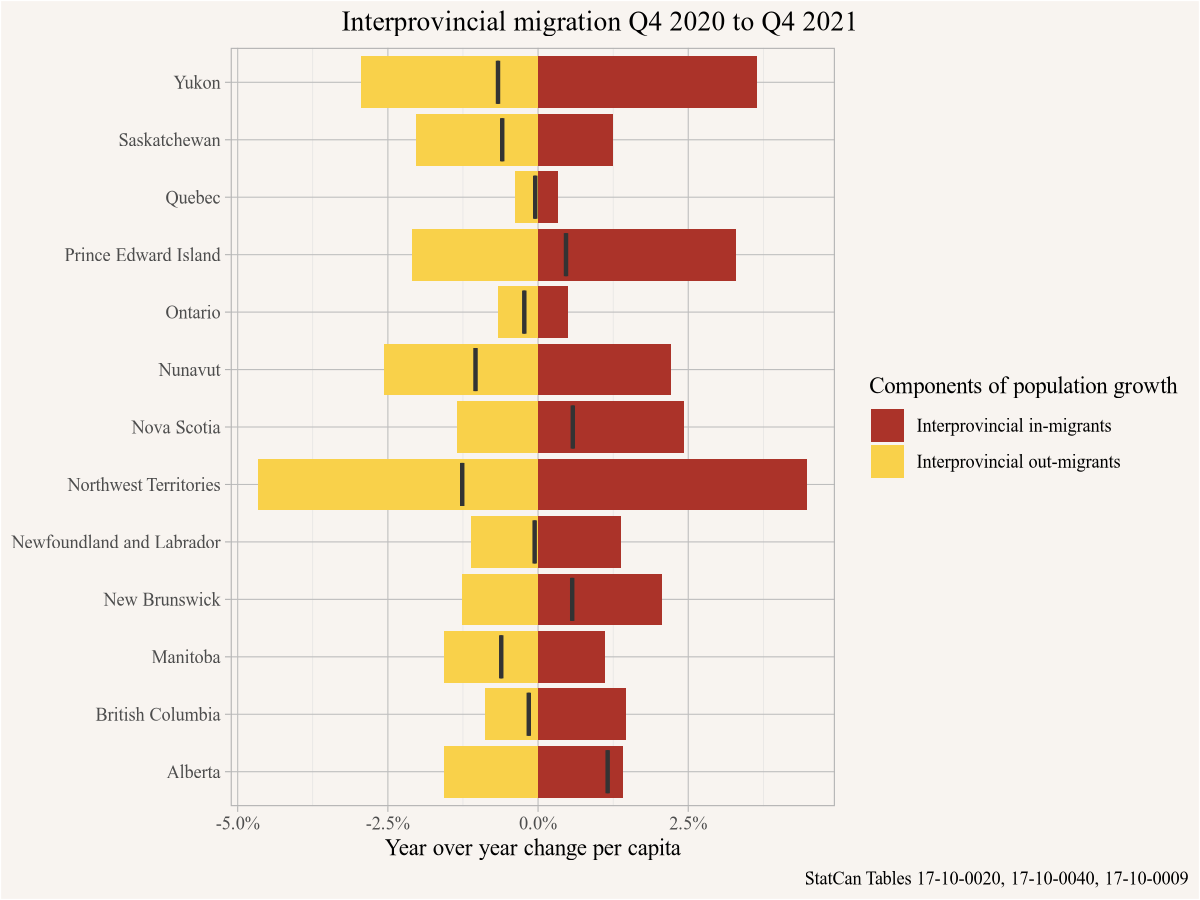 Interprovincial migration Q4 2020 to Q4 2021
Yukon
Saskatchewan
Quebec
Prince Edward Island
Ontario
Nunavut
Nova Scotia
Northwest Territories
Newfoundland and Labrador
New Brunswick
Manitoba
British Columbia
Alberta
-5.0% -2.5% 0.0% 2.5%
Year over year change per capita
Components of population growth
Interprovincial in-migrants
Interprovincial out-migrants
StatCan Tables 17-10-0020, 17-10-0040, 17-10-0009